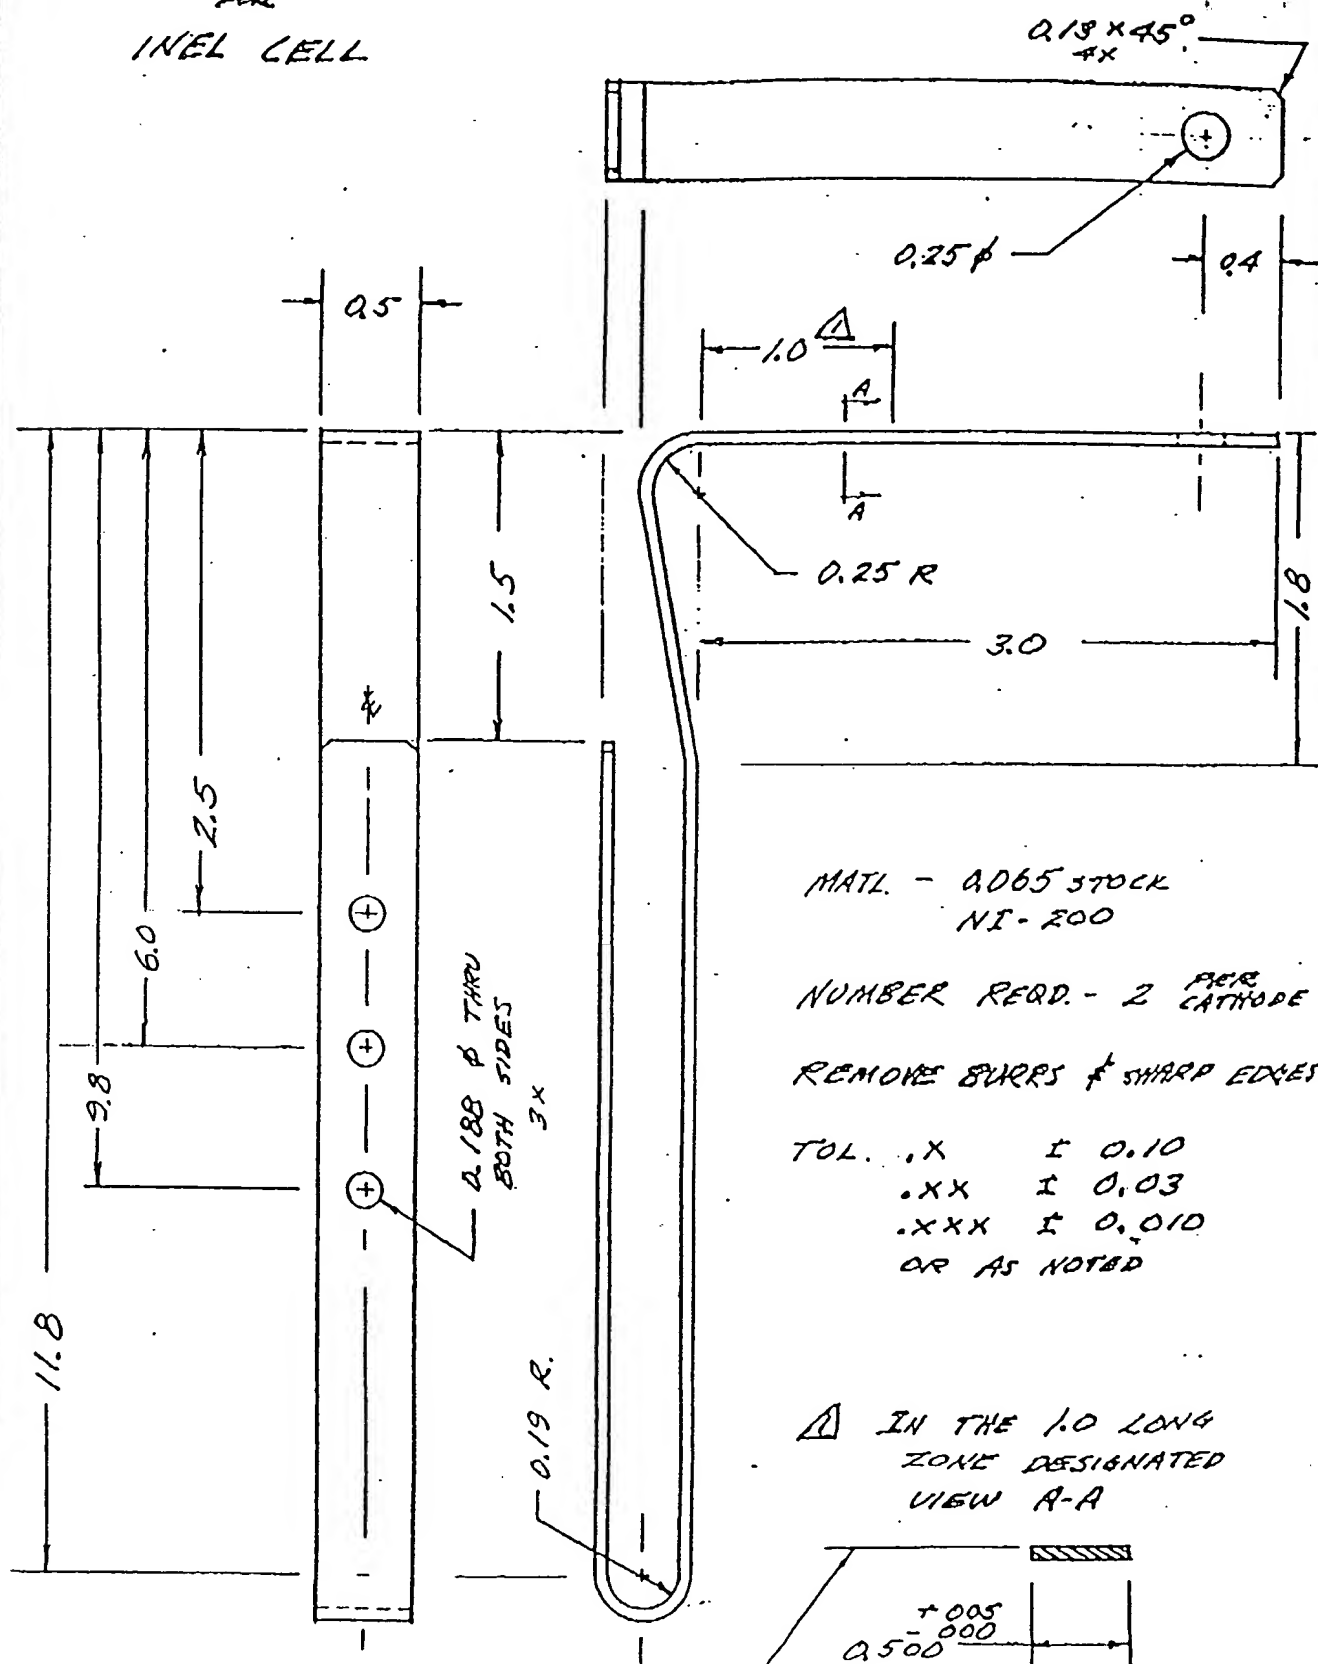 INEL CELL
0.13 X 45°
4X
0.25 ϕ
0.4
0.5
1.0 1
A
A
0.25 R
1.5
3.0
1.8
2.5
6.0
9.8
11.8
0.188 ϕ THRU
BOTH SIDES
3X
0.19 R.
MATL. - 0.065 STOCK
NI-200
NUMBER REQD. - 2 PER CATHODE
REMOVE BURRS & SHARP EDGES
TOL. .X ± 0.10
.XX ± 0.03
.XXX ± 0.010
OR AS NOTED
1 IN THE 1.0 LONG
ZONE DESIGNATED
VIEW A-A
+.005
-.000
0.500